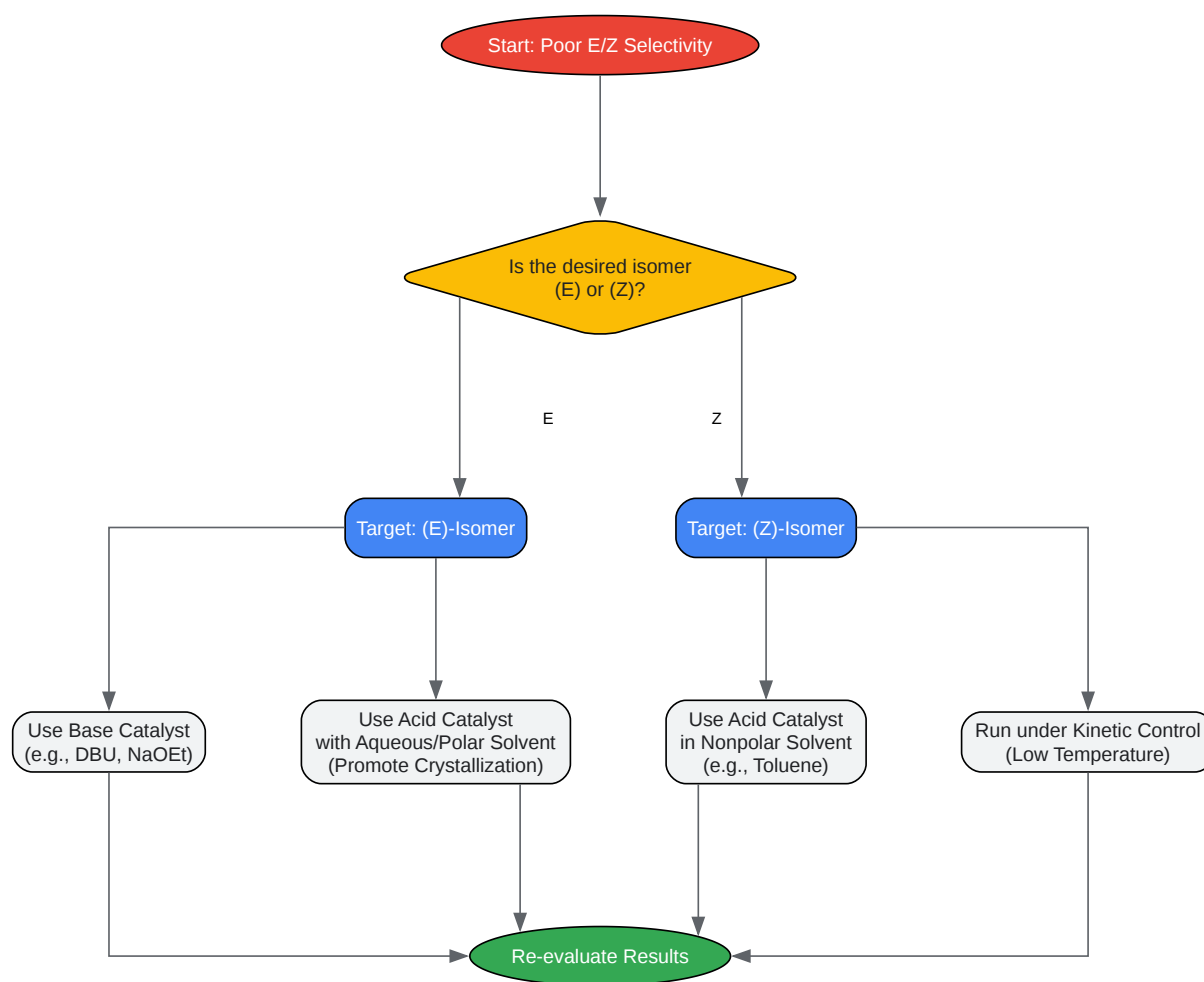 Start: Poor E/Z Selectivity
Is the desired isomer
(E) or (Z)?
E
Z
Target: (E)-Isomer
Target: (Z)-Isomer
Use Base Catalyst
(e.g., DBU, NaOEt)
Use Acid Catalyst
with Aqueous/Polar Solvent
(Promote Crystallization)
Use Acid Catalyst
in Nonpolar Solvent
(e.g., Toluene)
Run under Kinetic Control
(Low Temperature)
Re-evaluate Results